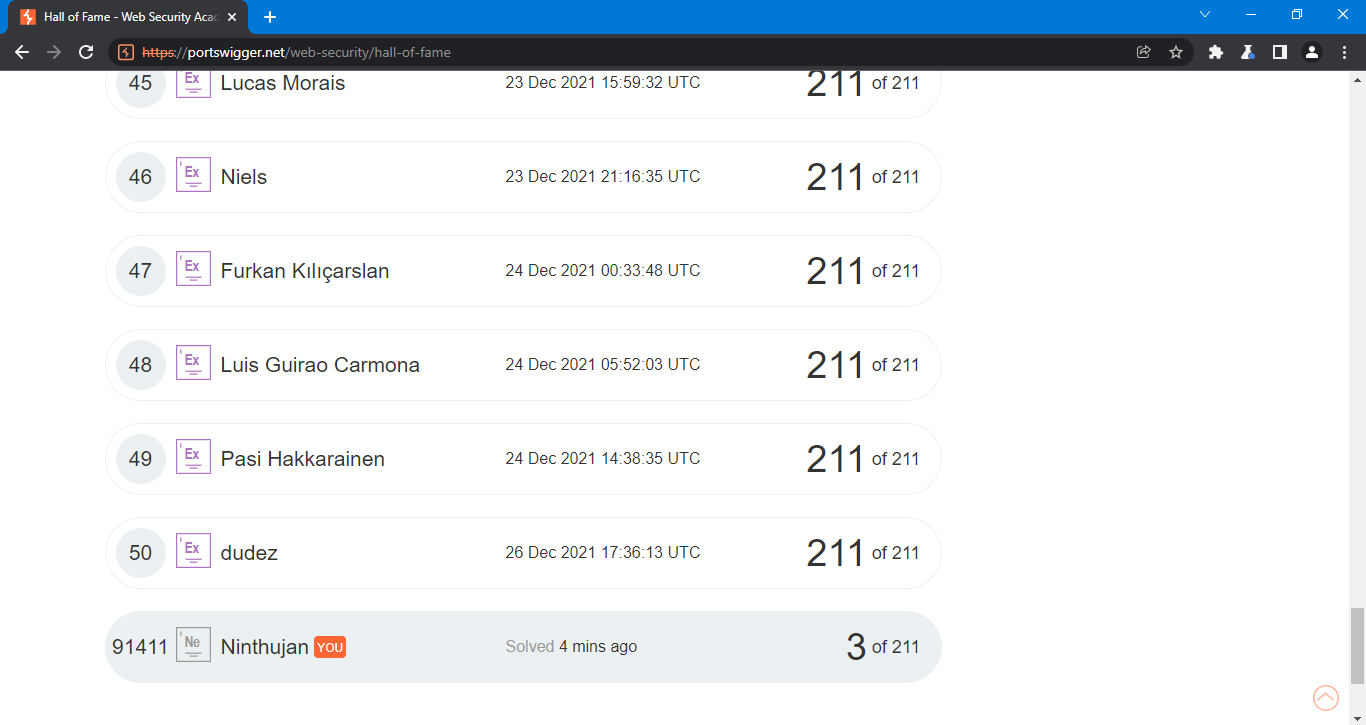 Hall of Fame - Web Security Acad
https://portswigger.net/web-security/hall-of-fame
45 Ex Lucas Morais 23 Dec 2021 15:59:32 UTC 211 of 211
46 Ex Niels 23 Dec 2021 21:16:35 UTC 211 of 211
47 Ex Furkan Kılıçarslan 24 Dec 2021 00:33:48 UTC 211 of 211
48 Ex Luis Guirao Carmona 24 Dec 2021 05:52:03 UTC 211 of 211
49 Ex Pasi Hakkarainen 24 Dec 2021 14:38:35 UTC 211 of 211
50 Ex dudez 26 Dec 2021 17:36:13 UTC 211 of 211
91411 Ne Ninthujan YOU Solved 4 mins ago 3 of 211